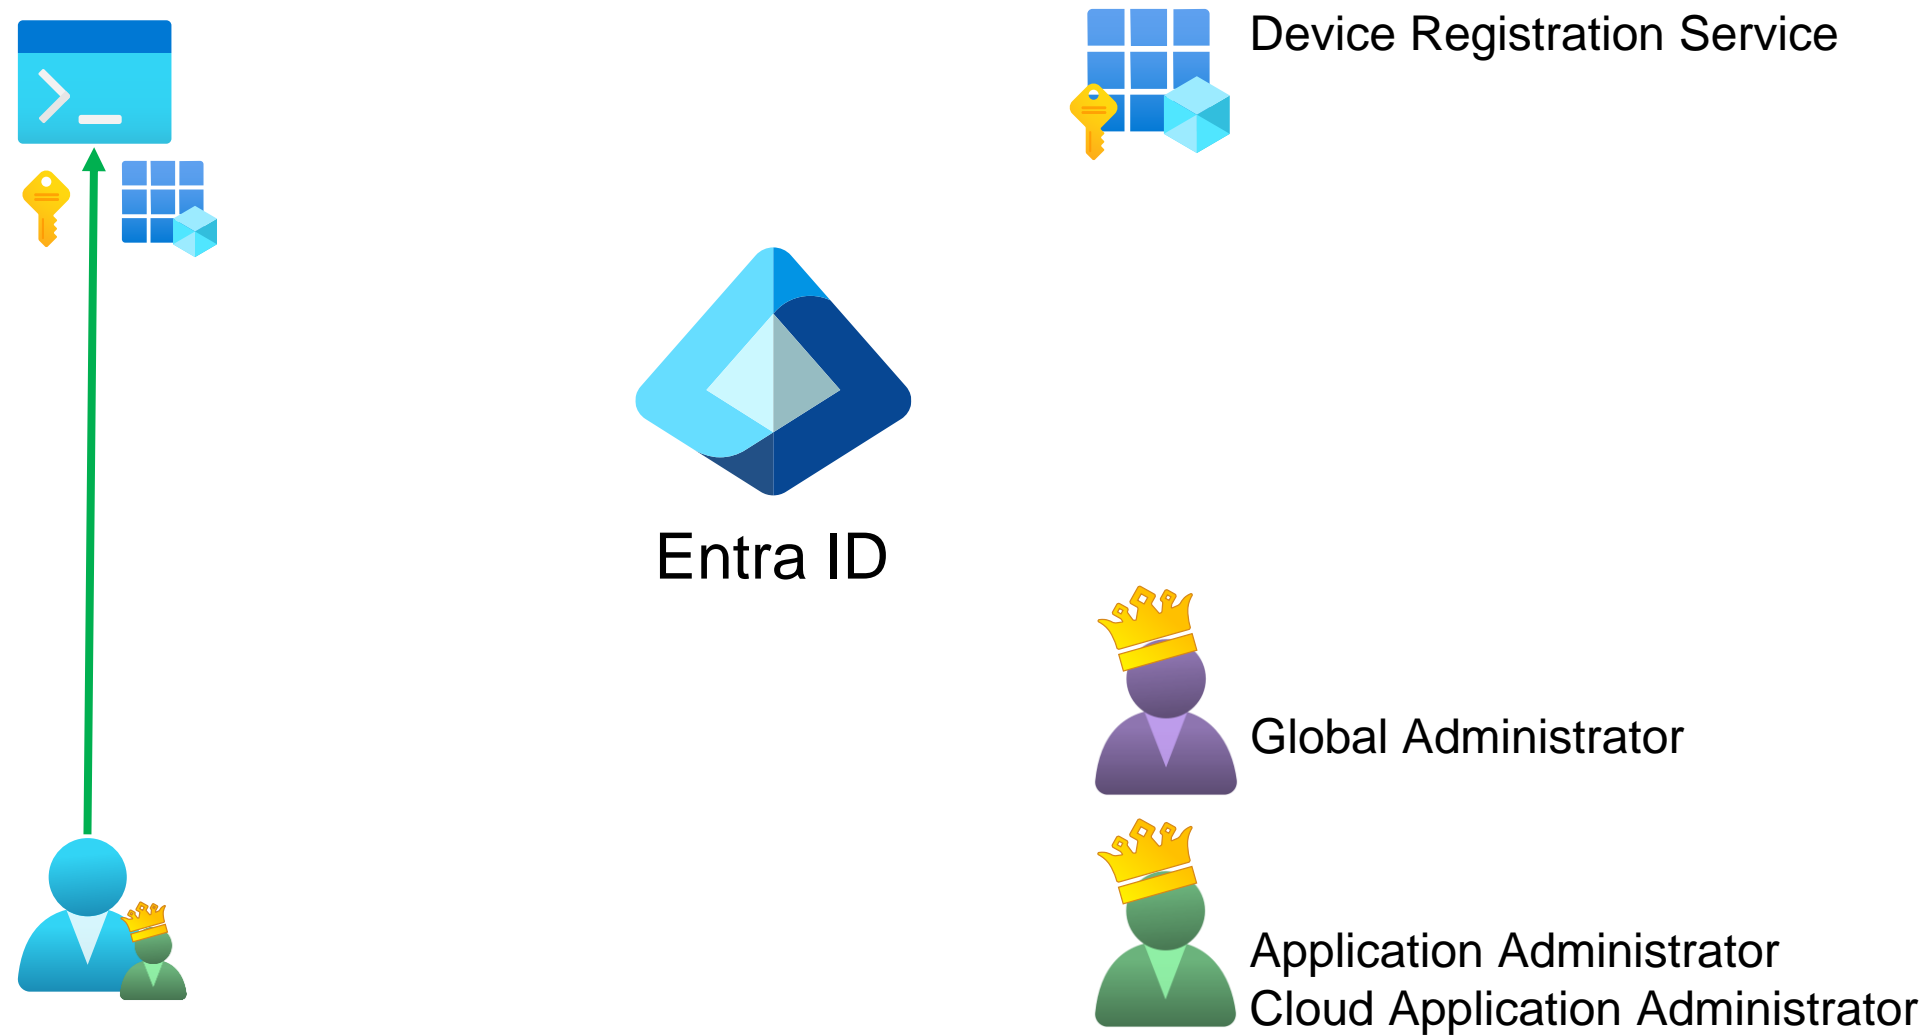 Device Registration Service
Entra ID
Global Administrator
Application Administrator
Cloud Application Administrator